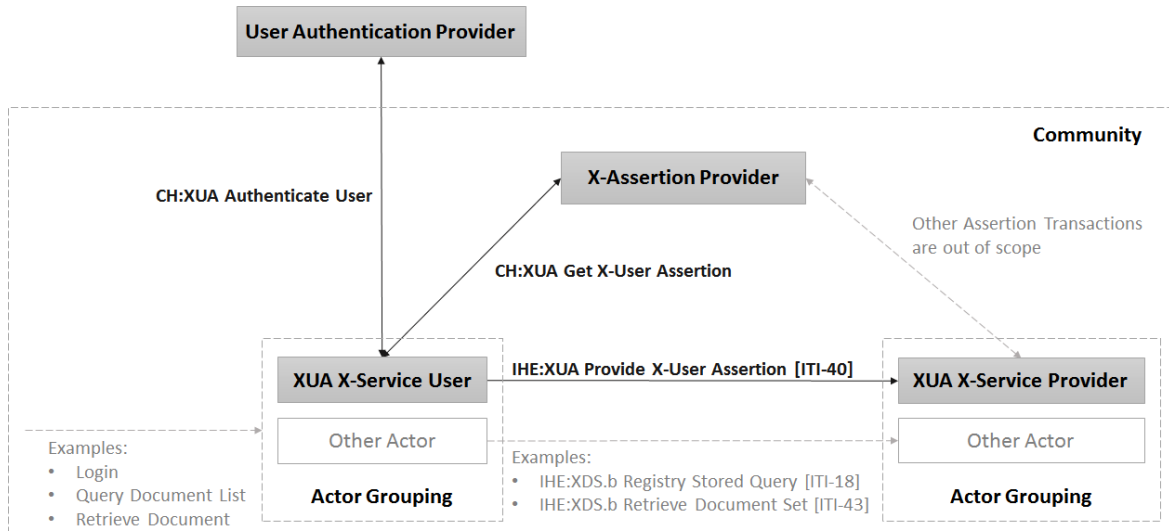 User Authentication Provider
Community
X-Assertion Provider
CH:XUA Authenticate User
Other Assertion Transactions
are out of scope
CH:XUA Get X-User Assertion
XUA X-Service User
IHE:XUA Provide X-User Assertion [ITI-40]
XUA X-Service Provider
Other Actor
Other Actor
Examples:
• Login
• Query Document List
• Retrieve Document
Actor Grouping
Examples:
• IHE:XDS.b Registry Stored Query [ITI-18]
• IHE:XDS.b Retrieve Document Set [ITI-43]
Actor Grouping